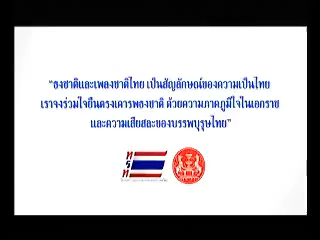 “ธงชาติและเพลงชาติไทย เป็นสัญลักษณ์ของความเป็นไทย
เราจงร่วมใจยืนตรงเคารพธงชาติ ด้วยความภาคภูมิใจในเอกราช
และความเสียสละของบรรพบุรุษไทย”
ททท